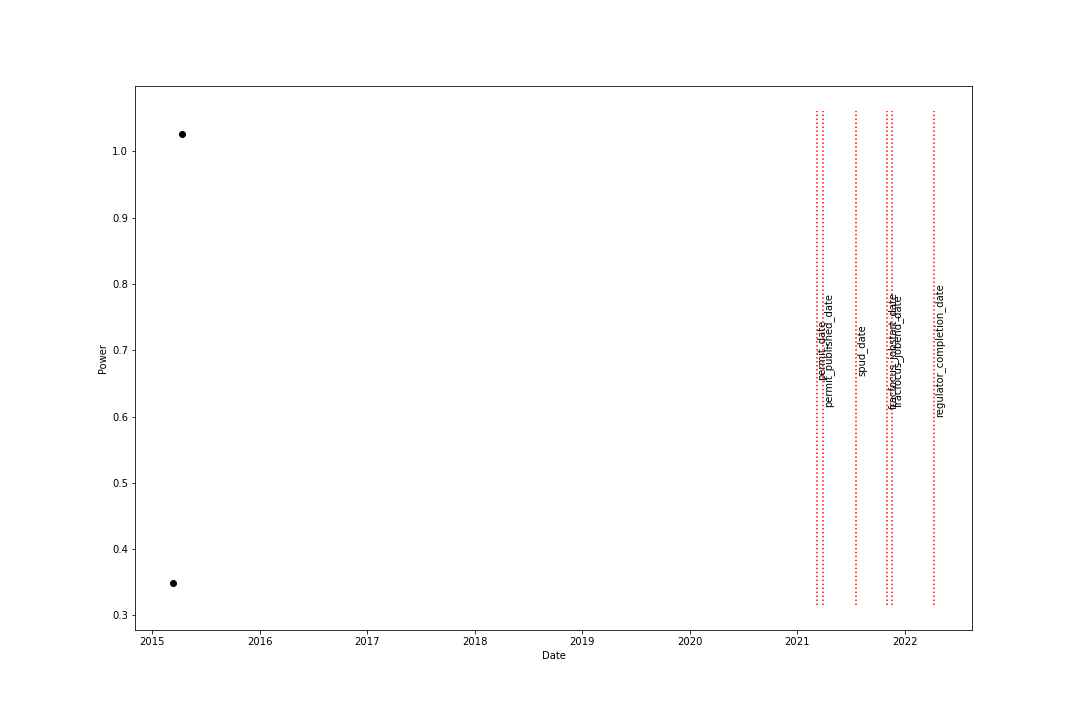 1.0
0.9
0.8
0.7
0.6
0.5
0.4
0.3
Power
permit_date
permit_published_date
spud_date
fracfocus_jobstart_date
fracfocus_jobend_date
regulator_completion_date
2015
2016
2017
2018
2019
2020
2021
2022
Date